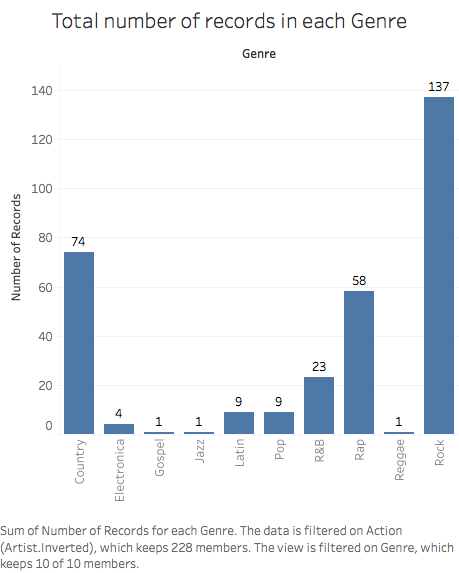 Total number of records in each Genre
Genre
Number of Records
140
120
100
80
60
40
20
0
74
4
1
1
9
9
23
58
1
137
Country
Electronica
Gospel
Jazz
Latin
Pop
R&B
Rap
Reggae
Rock
Sum of Number of Records for each Genre. The data is filtered on Action
(Artist.Inverted), which keeps 228 members. The view is filtered on Genre, which
keeps 10 of 10 members.